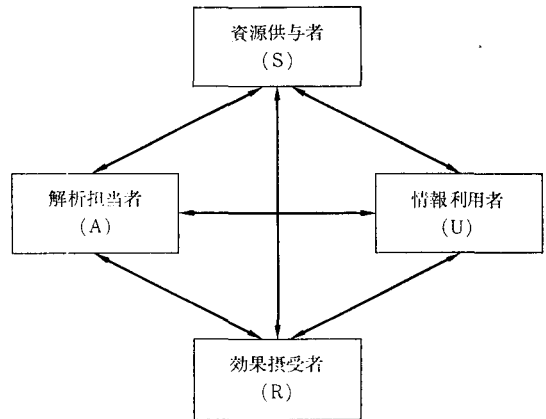 資源供与者
(S)
解析担当者
(A)
情報利用者
(U)
効果摂受者
(R)